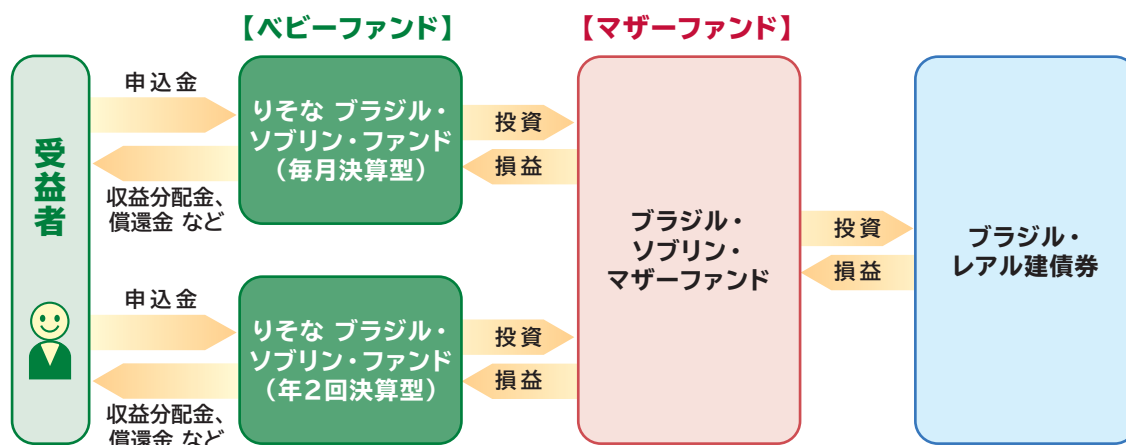 【ベビーファンド】
【マザーファンド】
受益者
申込金
収益分配金、
償還金 など
りそな ブラジル・
ソブリン・ファンド
（毎月決算型）
投資
損益
申込金
収益分配金、
償還金 など
りそな ブラジル・
ソブリン・ファンド
（年2回決算型）
投資
損益
ブラジル・
ソブリン・
マザーファンド
投資
損益
ブラジル・
レアル建債券